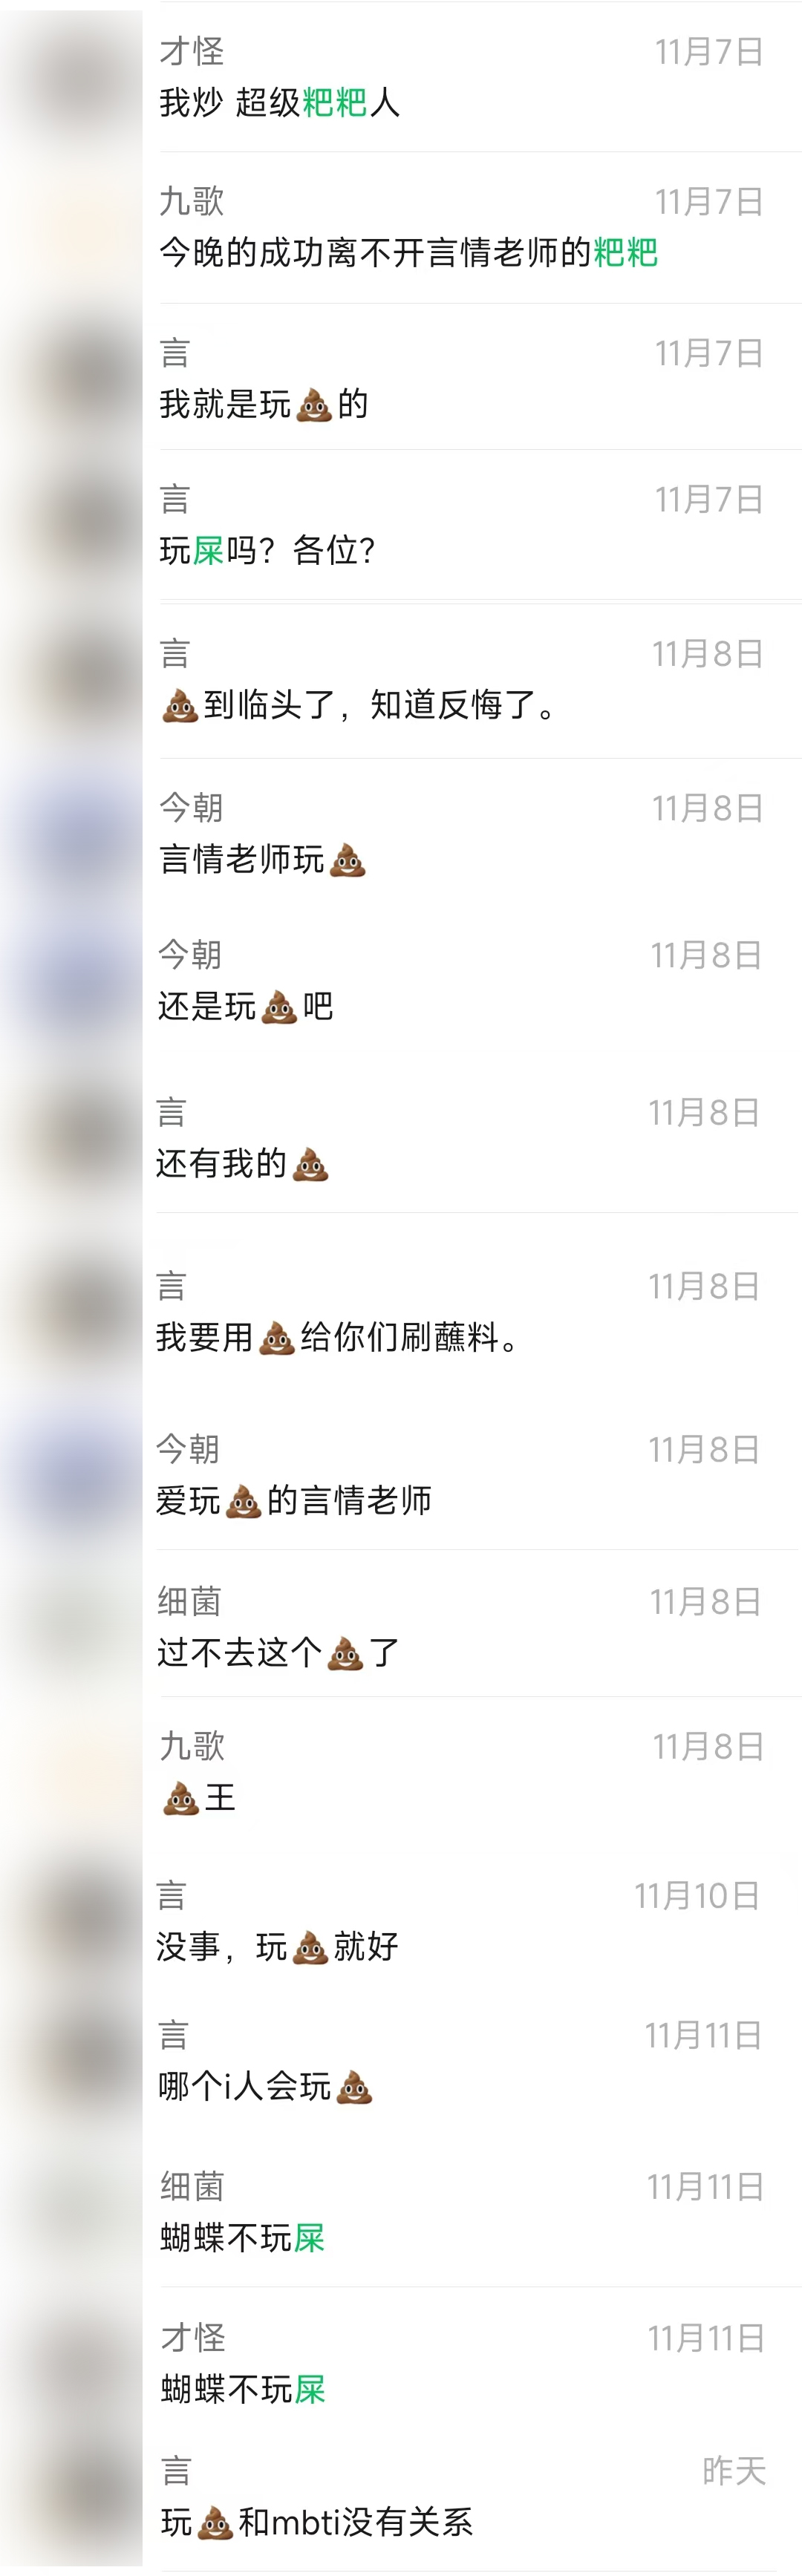 才怪 11月7日
我炒 超级粑粑人
九歌 11月7日
今晚的成功离不开言情老师的粑粑
言 11月7日
我就是玩💩的
言 11月7日
玩屎吗？各位？
言 11月8日
💩到临头了，知道反悔了。
今朝 11月8日
言情老师玩💩
今朝 11月8日
还是玩💩吧
言 11月8日
还有我的💩
言 11月8日
我要用💩给你们刷蘸料。
今朝 11月8日
爱玩💩的言情老师
细菌 11月8日
过不去这个💩了
九歌 11月8日
💩王
言 11月10日
没事，玩💩就好
言 11月11日
哪个i人会玩💩
细菌 11月11日
蝴蝶不玩屎
才怪 11月11日
蝴蝶不玩屎
言 昨天
玩💩和mbti没有关系